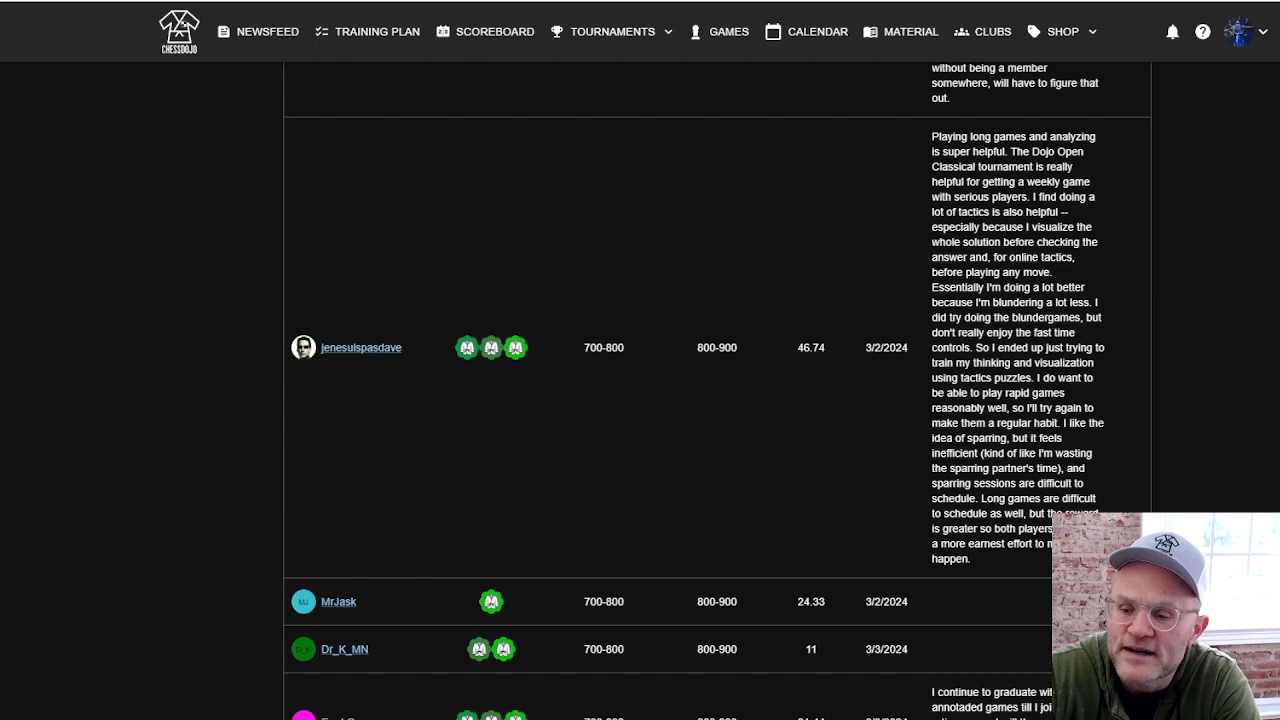 CHESSDOJO
NEWSFEED
TRAINING PLAN
SCOREBOARD
TOURNAMENTS
GAMES
CALENDAR
MATERIAL
CLUBS
SHOP
without being a member
somewhere, will have to figure that
out.
Playing long games and analyzing
is super helpful. The Dojo Open
Classical tournament is really
helpful for getting a weekly game
with serious players. I find doing a
lot of tactics is also helpful --
especially because I visualize the
whole solution before checking the
answer and, for online tactics,
before playing any move.
Essentially I'm doing a lot better
because I'm blundering a lot less. I
did try doing the blundergames, but
don't really enjoy the fast time
controls. So I ended up just trying to
train my thinking and visualization
using tactics puzzles. I do want to
be able to play rapid games
reasonably well, so I'll try again to
make them a regular habit. I like the
idea of sparring, but it feels
inefficient (kind of like I'm wasting
the sparring partner's time), and
sparring sessions are difficult to
schedule. Long games are difficult
to schedule as well, but the reward
is greater so both players
a more earnest effort to
happen.
jenesuispasdave 700-800 800-900 46.74 3/2/2024
MJ MrJask 700-800 800-900 24.33 3/2/2024
Dr_K_MN 700-800 800-900 11 3/3/2024
I continue to graduate
annotaded games till I